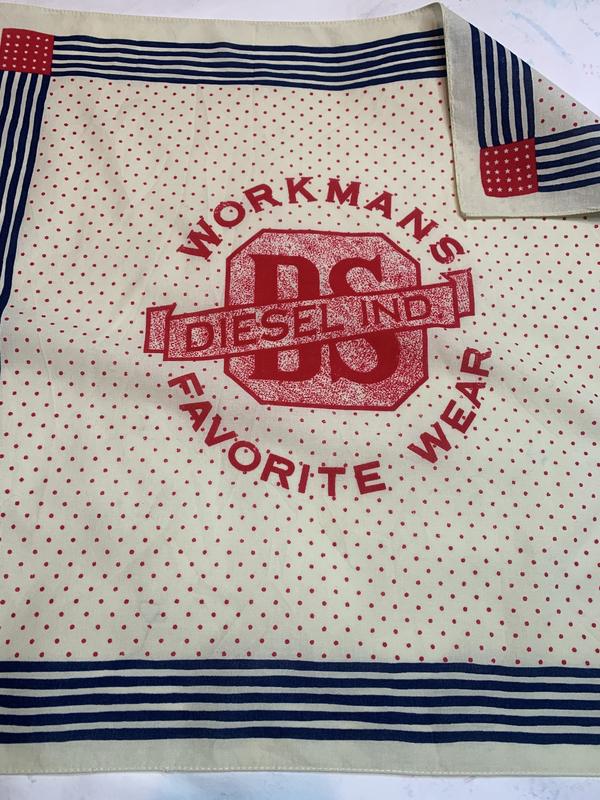 WORKMANS
DS
DIESEL IND.
FAVORITE WEAR